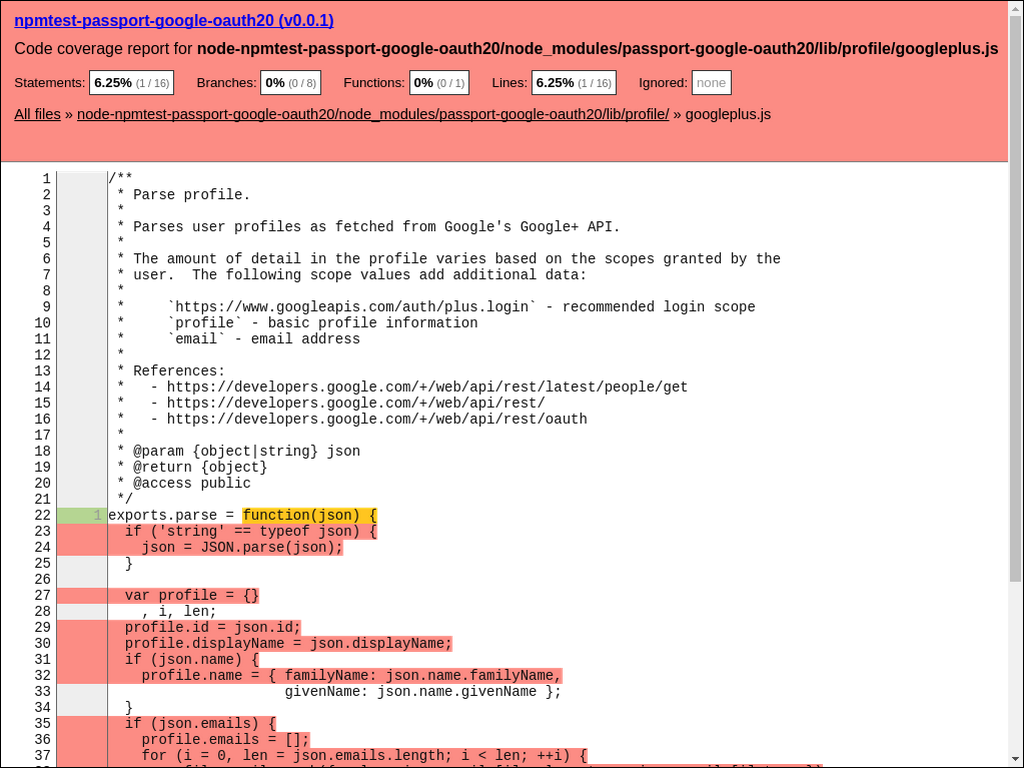 npmtest-passport-google-oauth20 (v0.0.1)
Code coverage report for node-npmtest-passport-google-oauth20/node_modules/passport-google-oauth20/lib/profile/googleplus.js
Statements: 6.25% (1 / 16) Branches: 0% (0 / 8) Functions: 0% (0 / 1) Lines: 6.25% (1 / 16) Ignored: none
All files » node-npmtest-passport-google-oauth20/node_modules/passport-google-oauth20/lib/profile/ » googleplus.js
1 /**
2  * Parse profile.
3  *
4  * Parses user profiles as fetched from Google's Google+ API.
5  *
6  * The amount of detail in the profile varies based on the scopes granted by the
7  * user.  The following scope values add additional data:
8  *
9  *     `https://www.googleapis.com/auth/plus.login` - recommended login scope
10  *     `profile` - basic profile information
11  *     `email` - email address
12  *
13  * References:
14  *   - https://developers.google.com/+/web/api/rest/latest/people/get
15  *   - https://developers.google.com/+/web/api/rest/
16  *   - https://developers.google.com/+/web/api/rest/oauth
17  *
18  * @param {object|string} json
19  * @return {object}
20  * @access public
21  */
22 1 exports.parse = function(json) {
23   if ('string' == typeof json) {
24     json = JSON.parse(json);
25   }
26
27   var profile = {}
28     , i, len;
29   profile.id = json.id;
30   profile.displayName = json.displayName;
31   if (json.name) {
32     profile.name = { familyName: json.name.familyName,
33                      givenName: json.name.givenName };
34   }
35   if (json.emails) {
36     profile.emails = [];
37     for (i = 0, len = json.emails.length; i < len; ++i) {